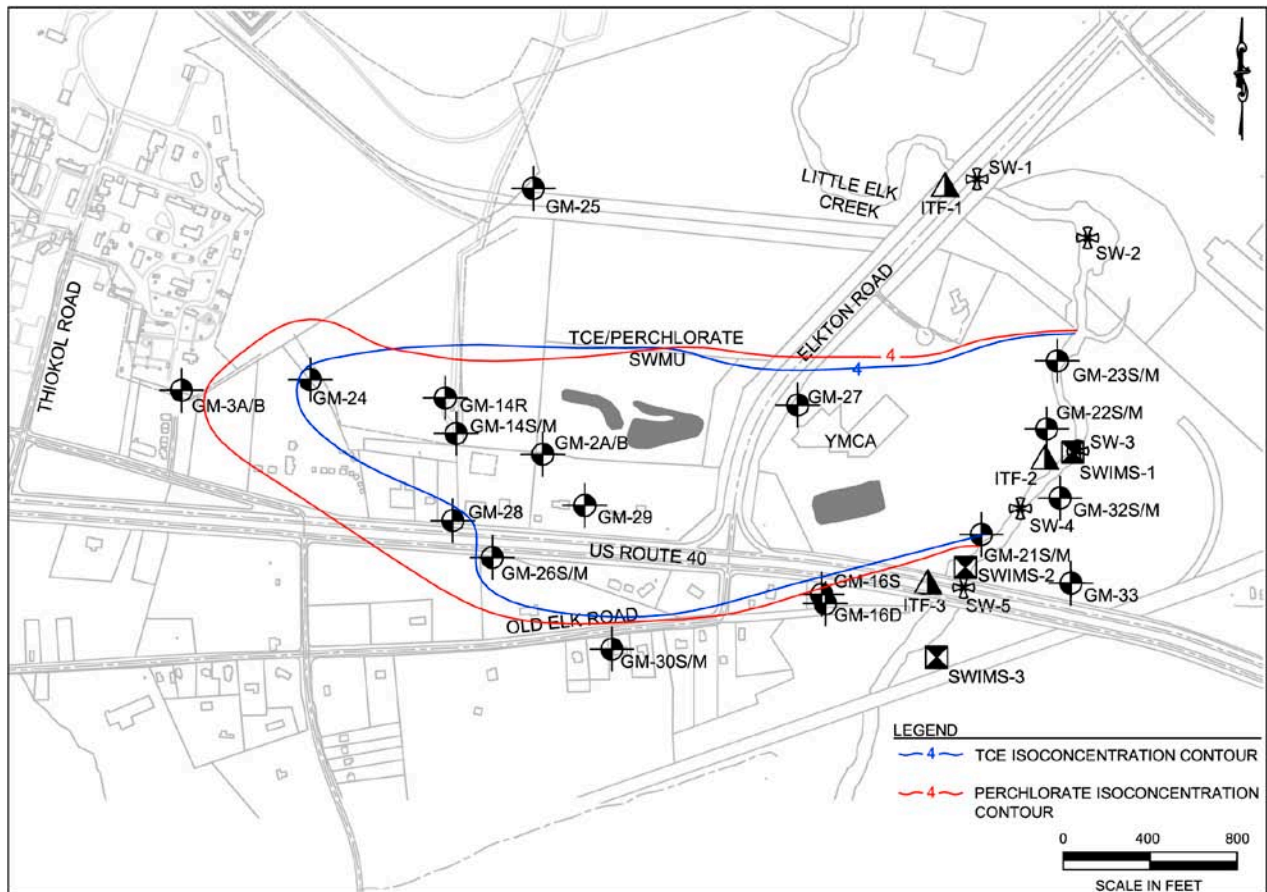 SW-1
LITTLE ELK
CREEK
ITF-1
GM-25
SW-2
THIOKOL ROAD
ELKTON ROAD
TCE/PERCHLORATE
SWMU
4
4
GM-23S/M
GM-24
GM-3A/B
GM-14R
GM-27
GM-22S/M
GM-14S/M
YMCA
SW-3
GM-2A/B
ITF-2
SWIMS-1
GM-28
GM-29
SW-4
GM-32S/M
US ROUTE 40
GM-21S/M
GM-26S/M
SWIMS-2
GM-16S
ITF-3
SW-5
GM-33
GM-16D
OLD ELK ROAD
GM-30S/M
SWIMS-3
LEGEND
4 TCE ISOCONCENTRATION CONTOUR
4 PERCHLORATE ISOCONCENTRATION
CONTOUR
0 400 800
SCALE IN FEET